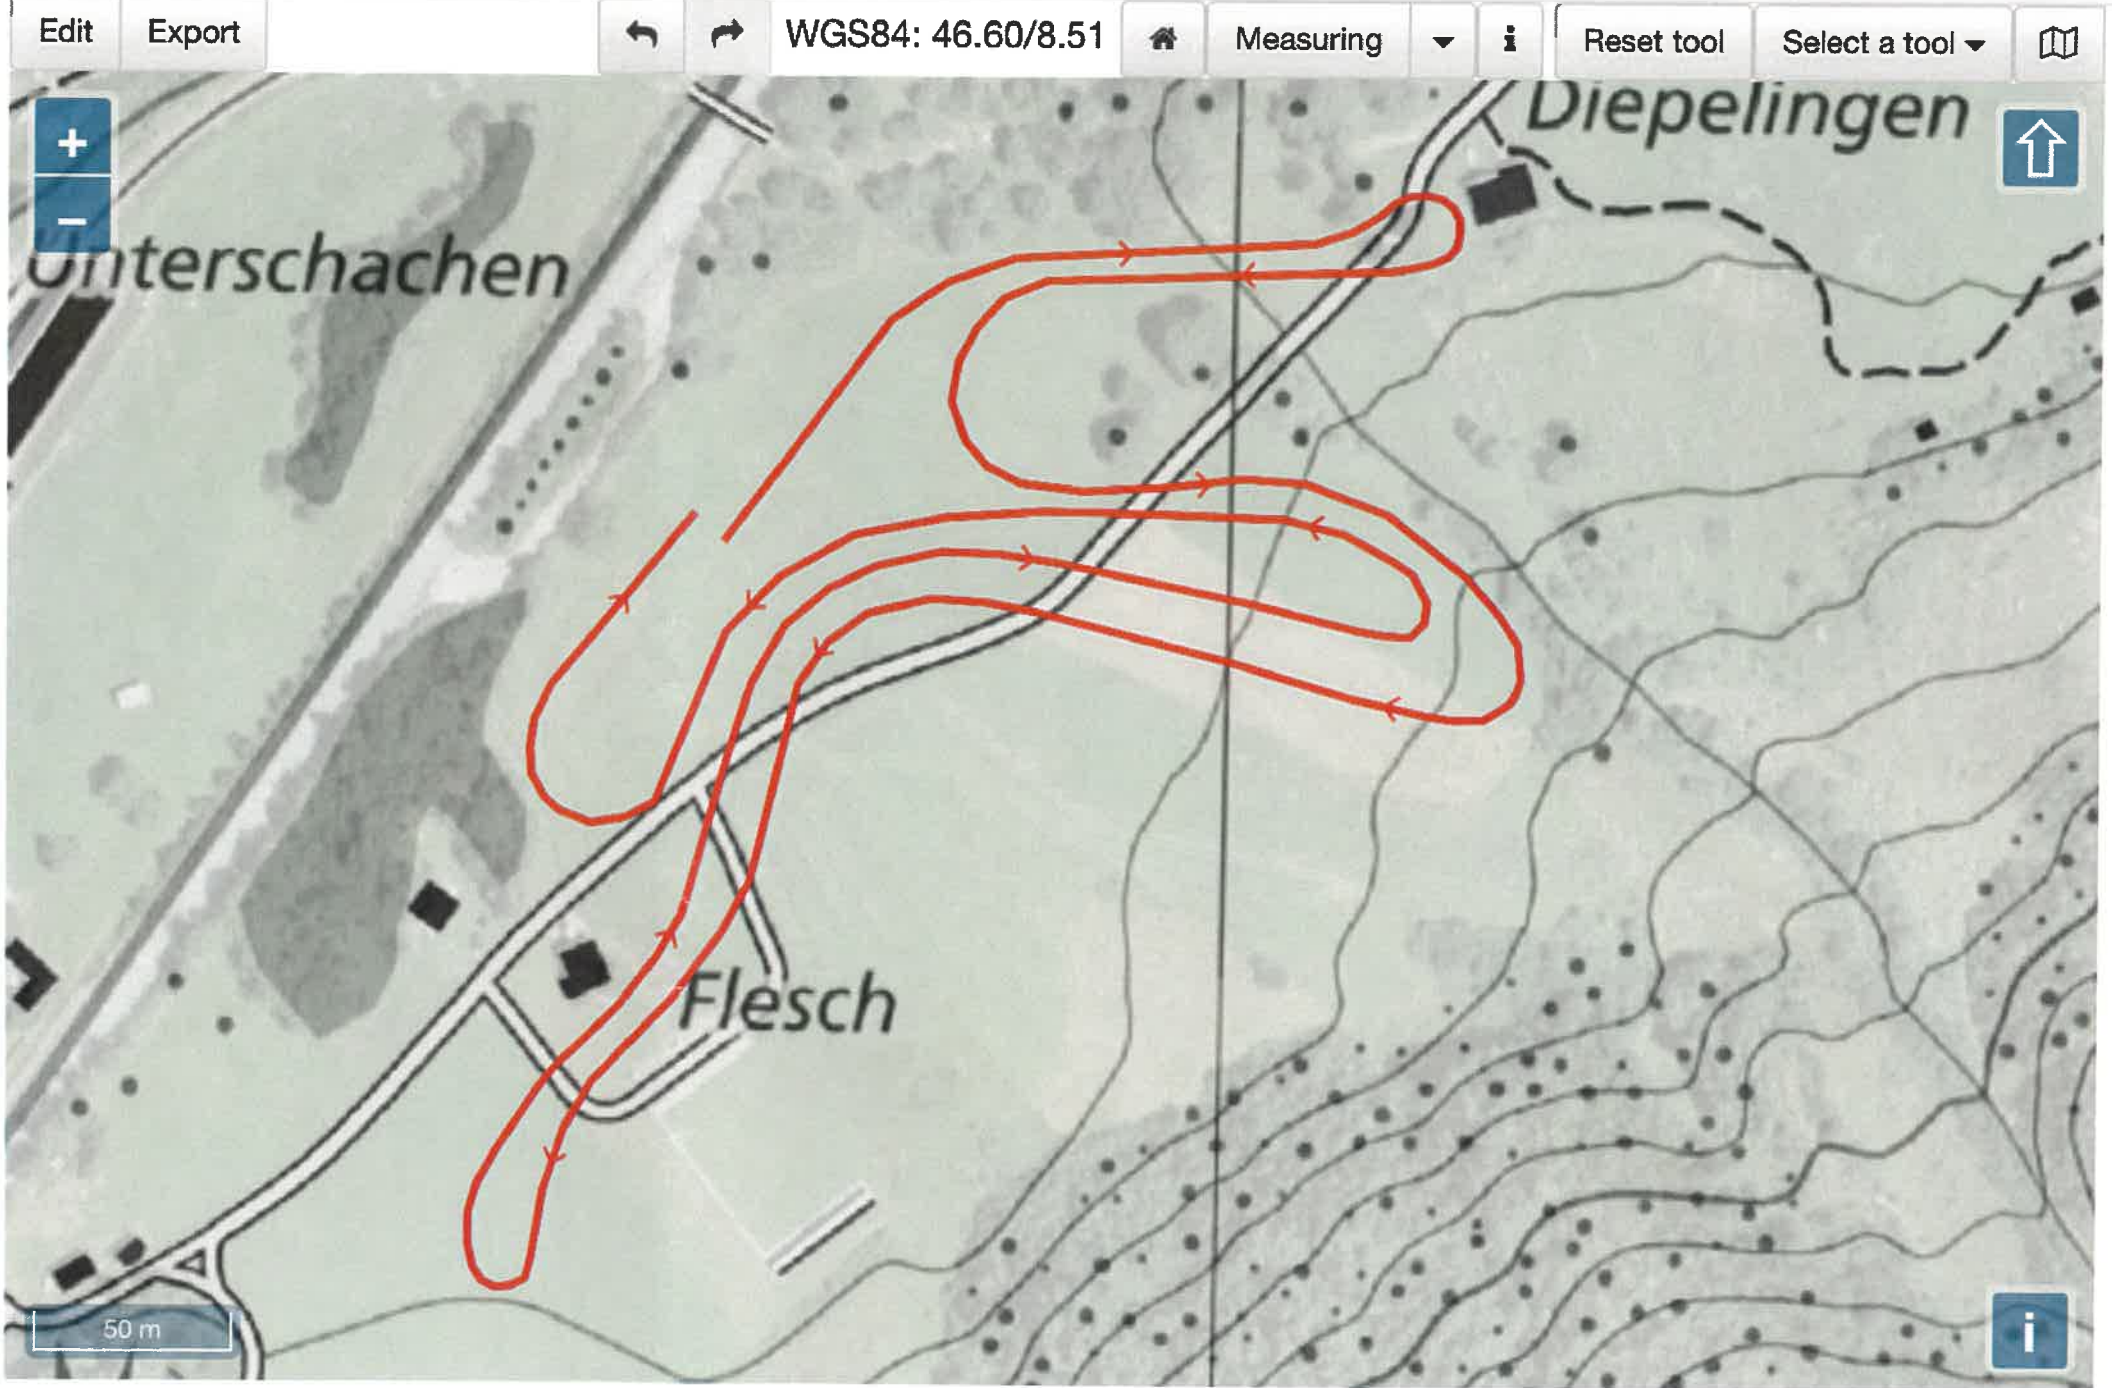 Edit Export WGS84: 46.60/8.51 Measuring i Reset tool Select a tool
Diepelingen
+
−
Unterschachen
Flesch
50 m
i